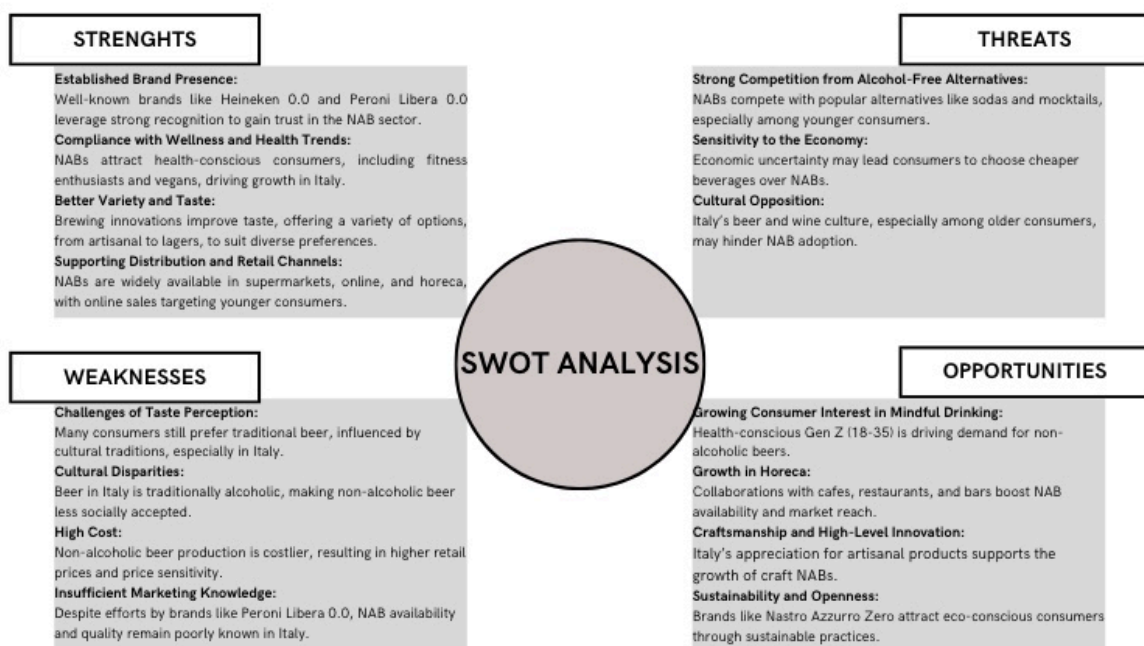 STRENGHTS
Established Brand Presence:
Well-known brands like Heineken 0.0 and Peroni Libera 0.0
leverage strong recognition to gain trust in the NAB sector.
Compliance with Wellness and Health Trends:
NABs attract health-conscious consumers, including fitness
enthusiasts and vegans, driving growth in Italy.
Better Variety and Taste:
Brewing innovations improve taste, offering a variety of options,
from artisanal to lagers, to suit diverse preferences.
Supporting Distribution and Retail Channels:
NABs are widely available in supermarkets, online, and horeca,
with online sales targeting younger consumers.
THREATS
Strong Competition from Alcohol-Free Alternatives:
NABs compete with popular alternatives like sodas and mocktails,
especially among younger consumers.
Sensitivity to the Economy:
Economic uncertainty may lead consumers to choose cheaper
beverages over NABs.
Cultural Opposition:
Italy's beer and wine culture, especially among older consumers,
may hinder NAB adoption.
SWOT ANALYSIS
WEAKNESSES
Challenges of Taste Perception:
Many consumers still prefer traditional beer, influenced by
cultural traditions, especially in Italy.
Cultural Disparities:
Beer in Italy is traditionally alcoholic, making non-alcoholic beer
less socially accepted.
High Cost:
Non-alcoholic beer production is costlier, resulting in higher retail
prices and price sensitivity.
Insufficient Marketing Knowledge:
Despite efforts by brands like Peroni Libera 0.0, NAB availability
and quality remain poorly known in Italy.
OPPORTUNITIES
Growing Consumer Interest in Mindful Drinking:
Health-conscious Gen Z (18-35) is driving demand for non-
alcoholic beers.
Growth in Horeca:
Collaborations with cafes, restaurants, and bars boost NAB
availability and market reach.
Craftsmanship and High-Level Innovation:
Italy's appreciation for artisanal products supports the
growth of craft NABs.
Sustainability and Openness:
Brands like Nastro Azzurro Zero attract eco-conscious consumers
through sustainable practices.